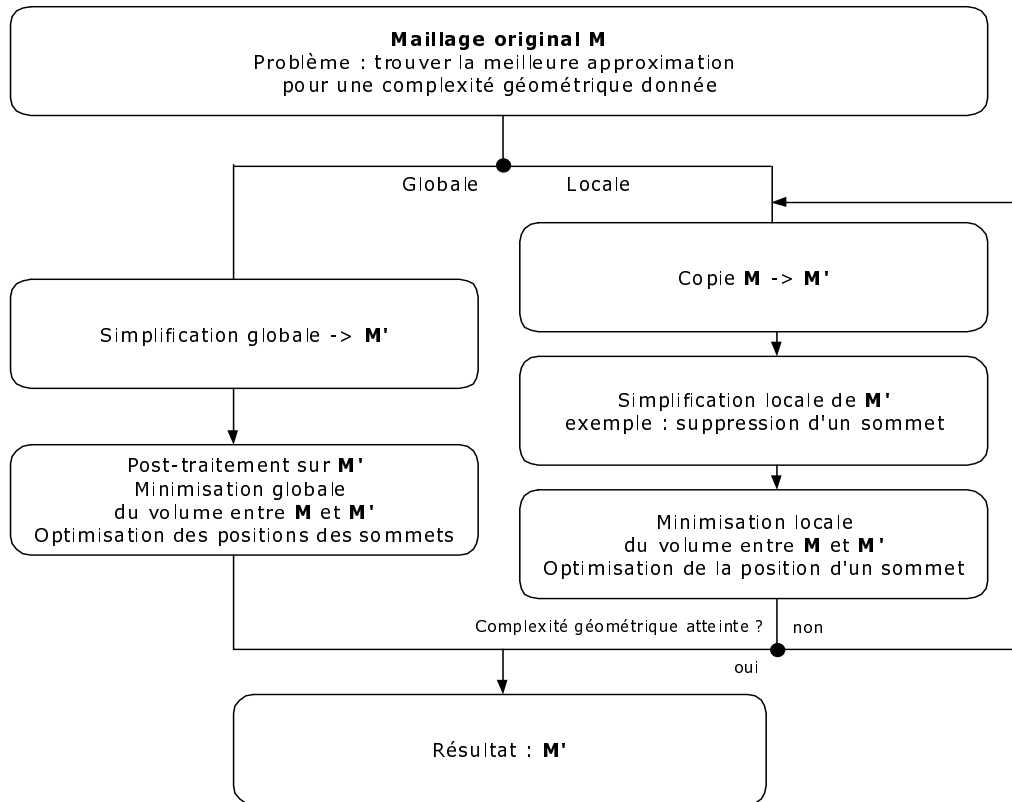 Maillage original M
Problème : trouver la meilleure approximation
pour une complexité géométrique donnée
Globale
Locale
Simplification globale -> M'
Post-traitement sur M'
Minimisation globale
du volume entre M et M'
Optimisation des positions des sommets
Copie M -> M'
Simplification locale de M'
exemple : suppression d'un sommet
Minimisation locale
du volume entre M et M'
Optimisation de la position d'un sommet
Complexité géométrique atteinte ?
non
oui
Résultat : M'